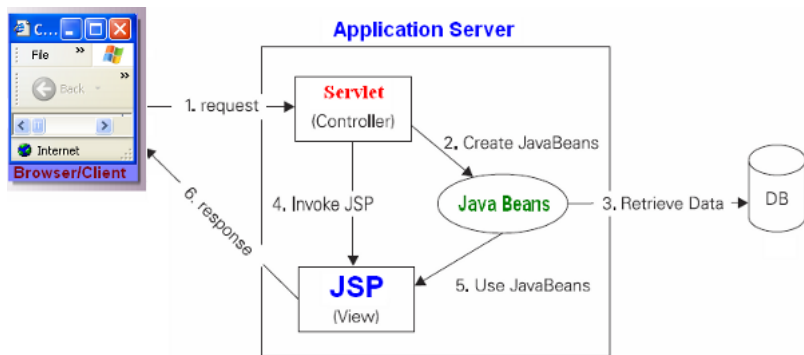 Application Server
C...
File »
Back
»
Internet
Browser/Client
1. request
Servlet
(Controller)
2. Create JavaBeans
Java Beans
3. Retrieve Data
DB
4. Invoke JSP
5. Use JavaBeans
6. response
JSP
(View)